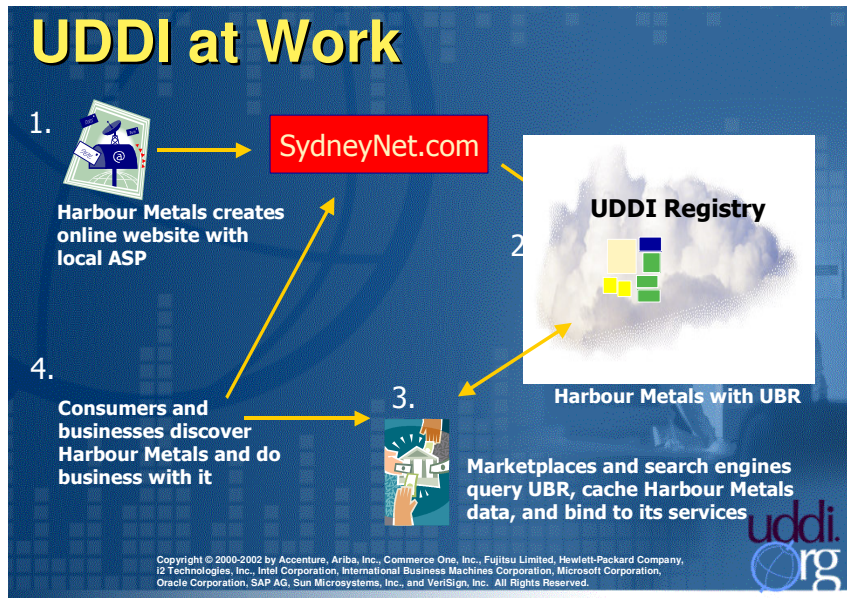 UDDI at Work
1.
SydneyNet.com
Harbour Metals creates
online website with
local ASP
UDDI Registry
2
Harbour Metals with UBR
3.
Marketplaces and search engines
query UBR, cache Harbour Metals
data, and bind to its services
4.
Consumers and
businesses discover
Harbour Metals and do
business with it
uddi.
Org
Copyright © 2000-2002 by Accenture, Ariba, Inc., Commerce One, Inc., Fujitsu Limited, Hewlett-Packard Company,
i2 Technologies, Inc., Intel Corporation, International Business Machines Corporation, Microsoft Corporation,
Oracle Corporation, SAP AG, Sun Microsystems, Inc., and VeriSign, Inc. All Rights Reserved.